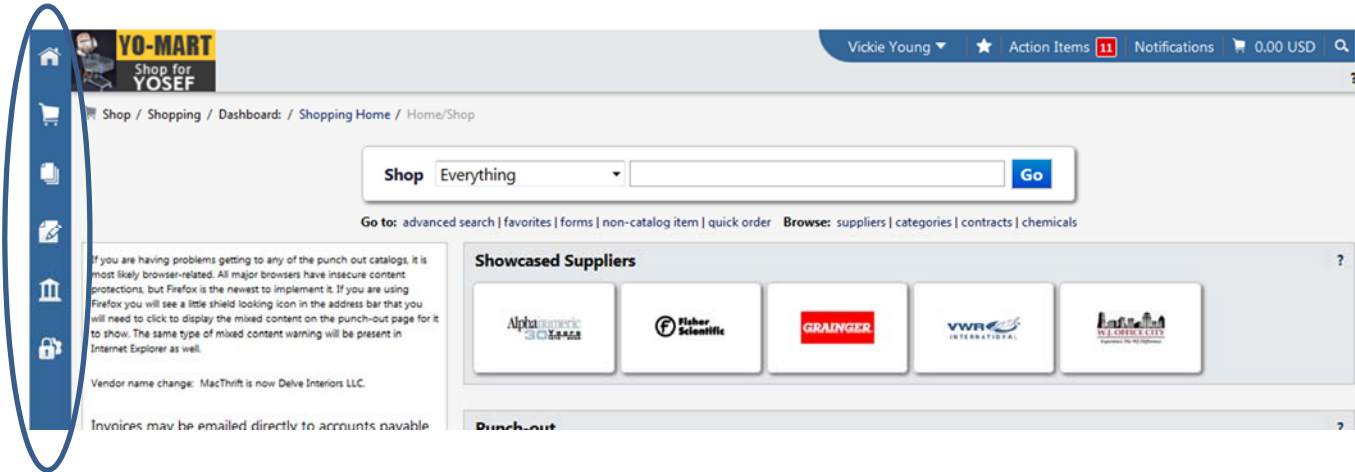 YO-MART
Shop for
YOSEF
Vickie Young Action Items 11 Notifications 0.00 USD
?
Shop / Shopping / Dashboard: / Shopping Home / Home/Shop
Shop Everything Go
Go to: advanced search | favorites | forms | non-catalog item | quick order Browse: suppliers | categories | contracts | chemicals
If you are having problems getting to any of the punch out catalogs, it is
most likely browser-related. All major browsers have insecure content
protections, but Firefox is the newest to implement it. If you are using
Firefox you will see a little shield looking icon in the address bar that you
will need to click to display the mixed content on the punch-out page for it
to show. The same type of mixed content warning will be present in
Internet Explorer as well.
Vendor name change: MacThrift is now Delve Interiors LLC.
Invoices may be emailed directly to accounts payable
Showcased Suppliers ?
Alphanumeric
30 Years
Fisher
Scientific
GRAINGER
VWR
INTERNATIONAL
W.J. OFFICE CITY
Punch-out ?